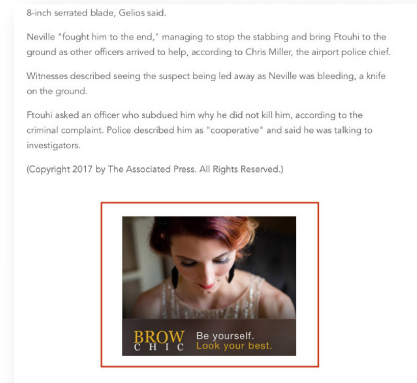 8-inch serrated blade, Gelios said.
Neville "fought him to the end," managing to stop the stabbing and bring Ftouhi to the
ground as other officers arrived to help, according to Chris Miller, the airport police chief.
Witnesses described seeing the suspect being led away as Neville was bleeding, a knife
on the ground.
Ftouhi asked an officer who subdued him why he did not kill him, according to the
criminal complaint. Police described him as "cooperative" and said he was talking to
investigators.
(Copyright 2017 by The Associated Press. All Rights Reserved.)
BROW
CHIC
Be yourself.
Look your best.